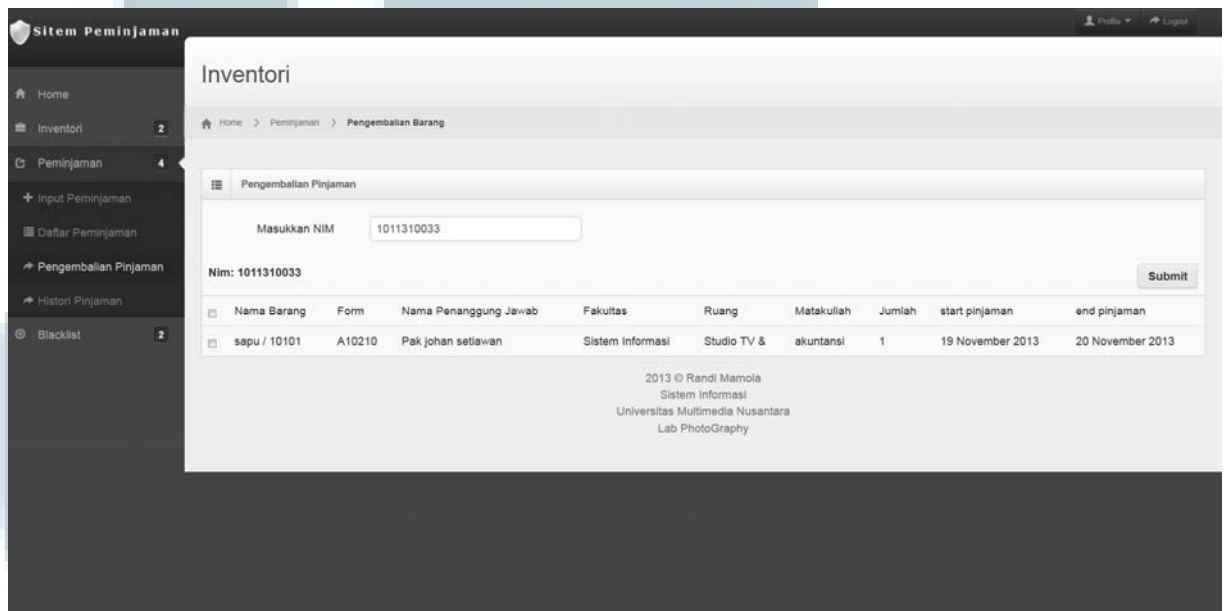 Sitem Peminjaman
Profile
Logout
Home
Inventori 2
Peminjaman 4
Input Peminjaman
Daftar Peminjaman
Pengembalian Pinjaman
Histori Pinjaman
Blacklist 2
Inventori
Home > Peminjaman > Pengembalian Barang
Pengembalian Pinjaman
Masukkan NIM 1011310033
Nim: 1011310033
Submit
Nama Barang Form Nama Penanggung Jawab Fakultas Ruang Matakuliah Jumlah start pinjaman end pinjaman
sapu / 10101 A10210 Pak johan setiawan Sistem Informasi Studio TV & akuntansi 1 19 November 2013 20 November 2013
2013 © Randi Mamola
Sistem Informasi
Universitas Multimedia Nusantara
Lab PhotoGraphy